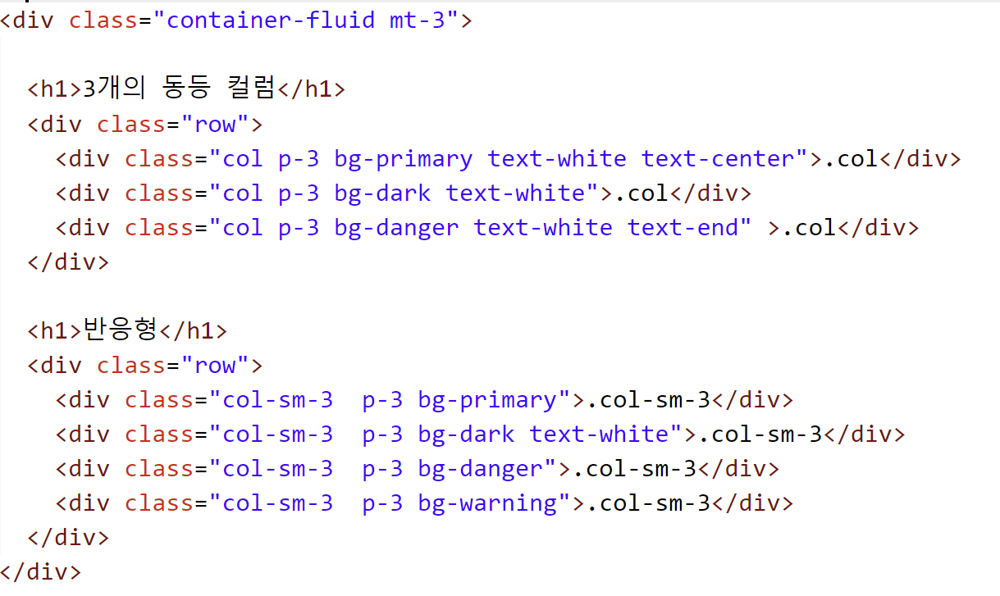 <div class="container-fluid mt-3">
<h1>3개의 동등 컬럼</h1>
<div class="row">
<div class="col p-3 bg-primary text-white text-center">.col</div>
<div class="col p-3 bg-dark text-white">.col</div>
<div class="col p-3 bg-danger text-white text-end" >.col</div>
</div>
<h1>반응형</h1>
<div class="row">
<div class="col-sm-3  p-3 bg-primary">.col-sm-3</div>
<div class="col-sm-3  p-3 bg-dark text-white">.col-sm-3</div>
<div class="col-sm-3  p-3 bg-danger">.col-sm-3</div>
<div class="col-sm-3  p-3 bg-warning">.col-sm-3</div>
</div>
</div>